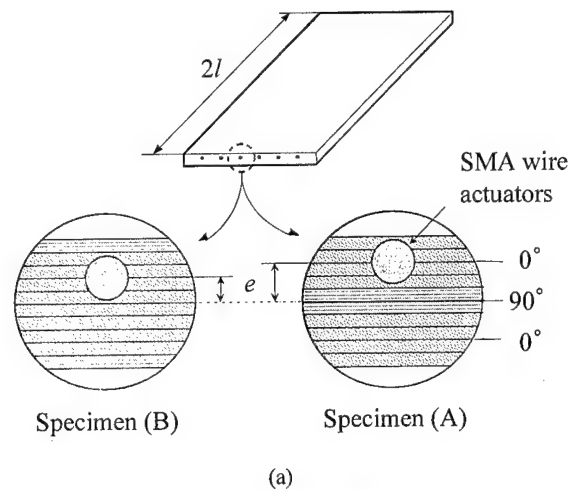 2l
SMA wire
actuators
0°
e
90°
0°
Specimen (B)
Specimen (A)
(a)